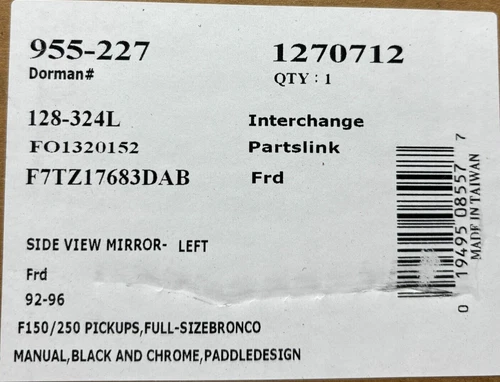 955-227 1270712
Dorman# QTY : 1
128-324L Interchange
FO1320152 Partslink
F7TZ17683DAB Frd
0 19495 08557 7
MADE IN TAIWAN
SIDE VIEW MIRROR- LEFT
Frd
92-96
F150/250 PICKUPS,FULL-SIZEBRONCO
MANUAL,BLACK AND CHROME,PADDLEDESIGN